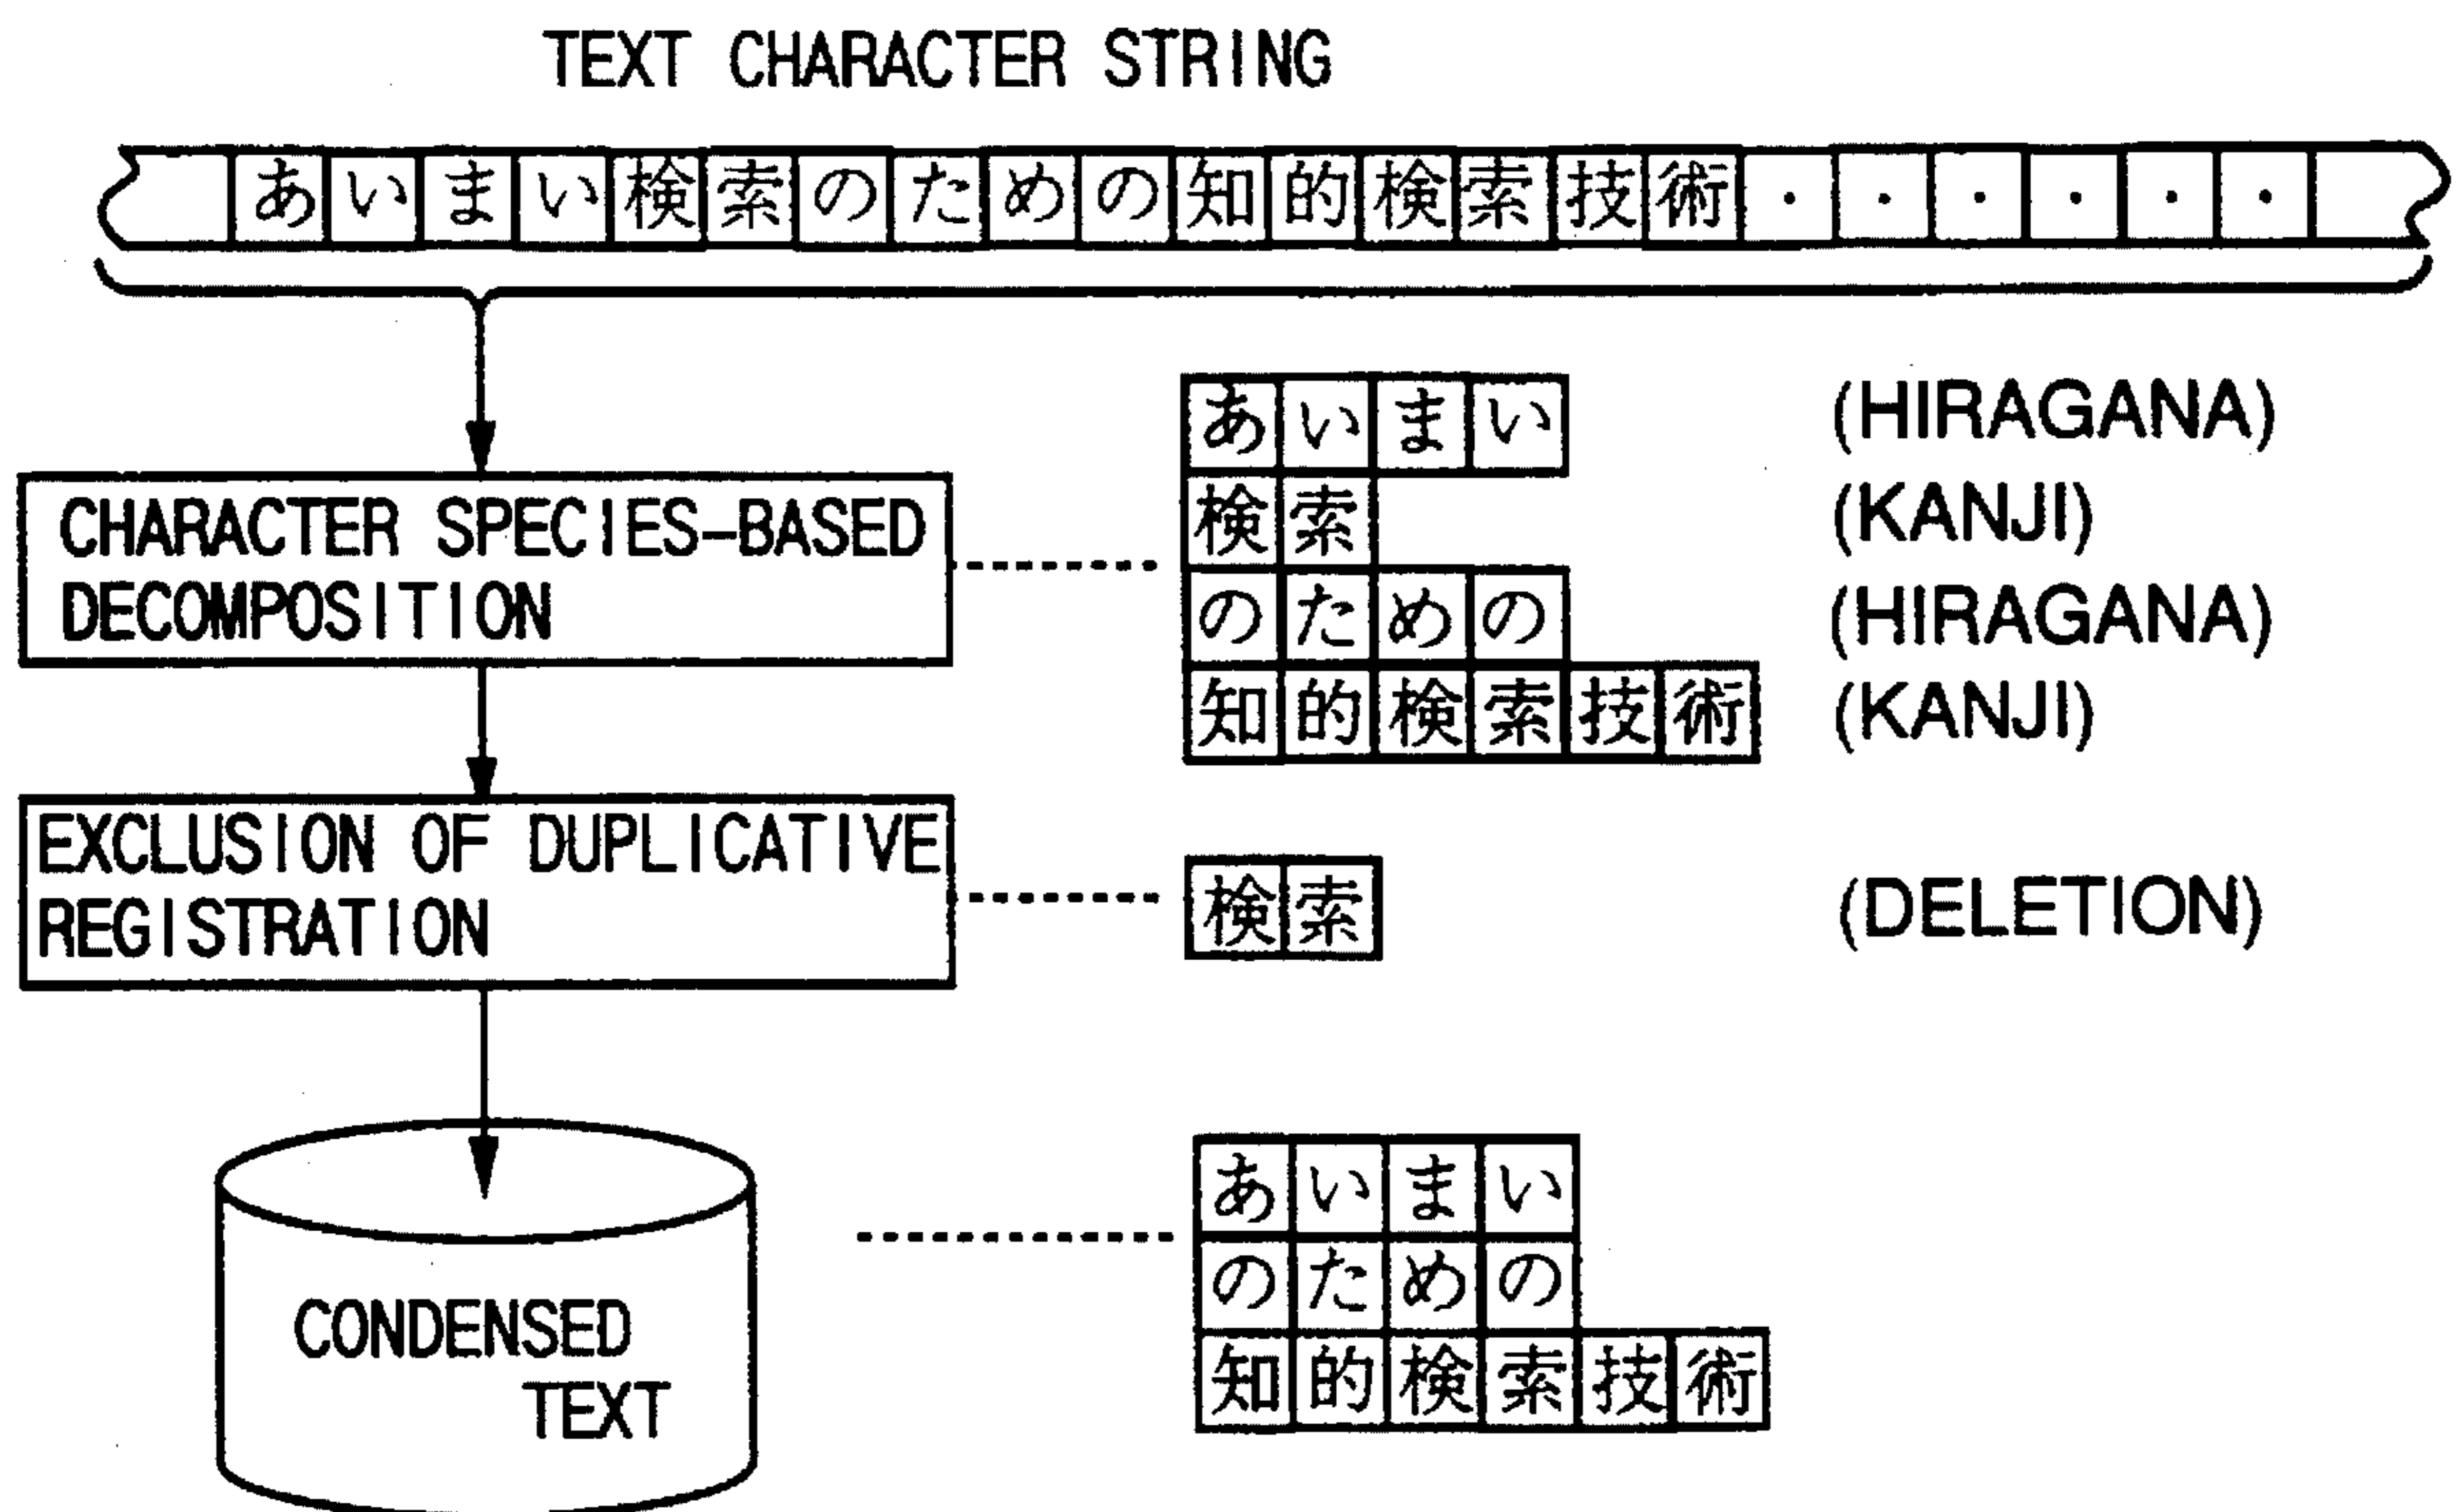 TEXT CHARACTER STRING
あいまい検索のための知的検索技術・・・・・・
CHARACTER SPECIES-BASED
DECOMPOSITION
あいまい (HIRAGANA)
検索 (KANJI)
のための (HIRAGANA)
知的検索技術 (KANJI)
EXCLUSION OF DUPLICATIVE
REGISTRATION
検索 (DELETION)
CONDENSED
TEXT
あいまい
のための
知的検索技術